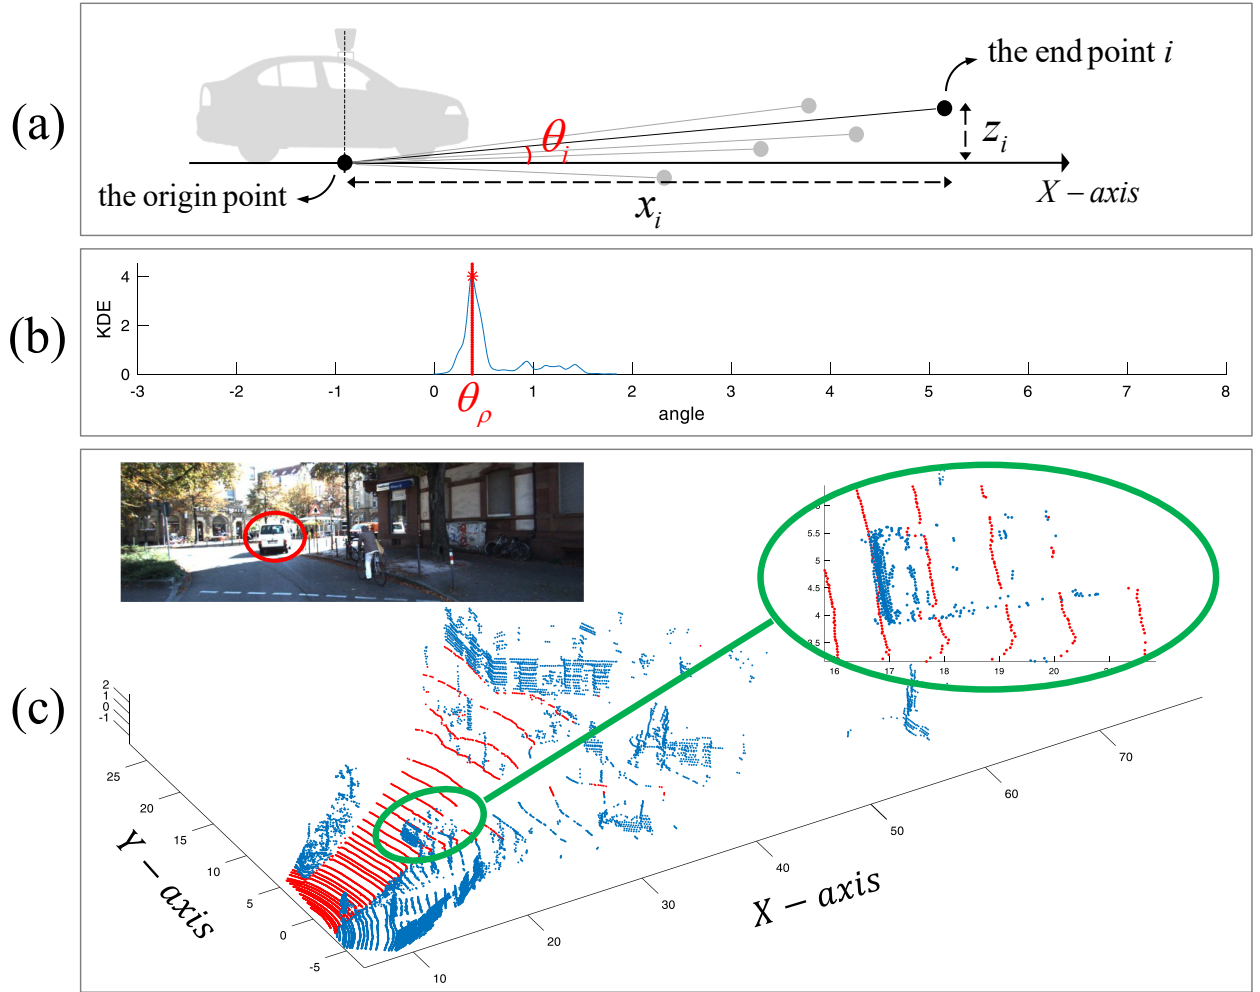 (a)
the end point i
θi
zi
the origin point
xi
X – axis
(b)
KDE
4
2
0
-3 -2 -1 0 1 2 3 4 5 6 7 8
θρ
angle
(c)
5.5
5
4.5
4
3.5
16 17 18 19 20
2
1
0
-1
25
20
15
10
5
0
-5
Y – axis
10 20 30 40 50 60 70
X – axis